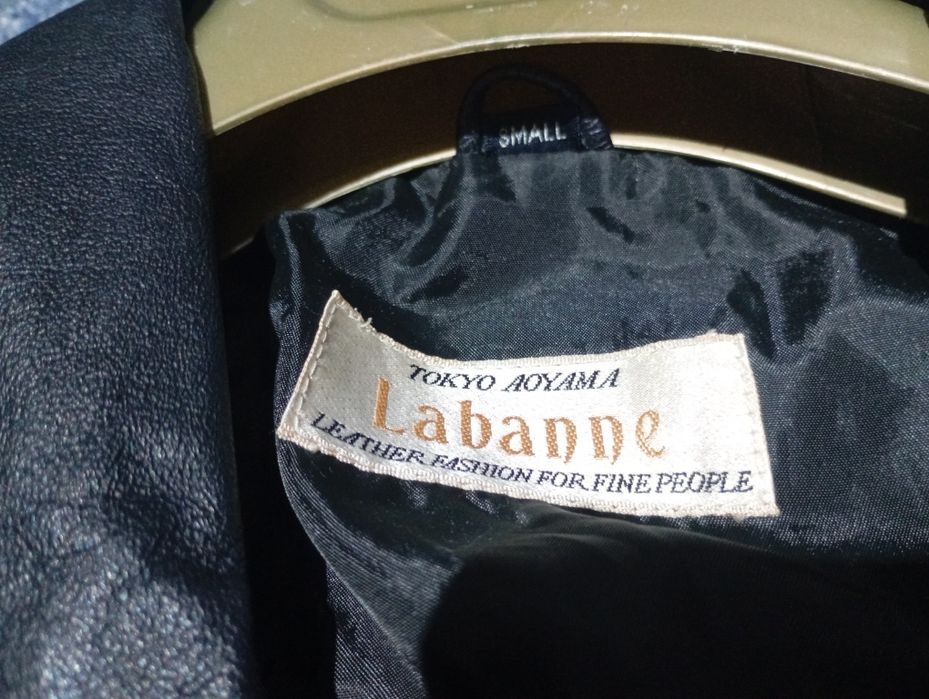 SMALL
TOKYO AOYAMA
Labanne
LEATHER FASHION FOR FINE PEOPLE